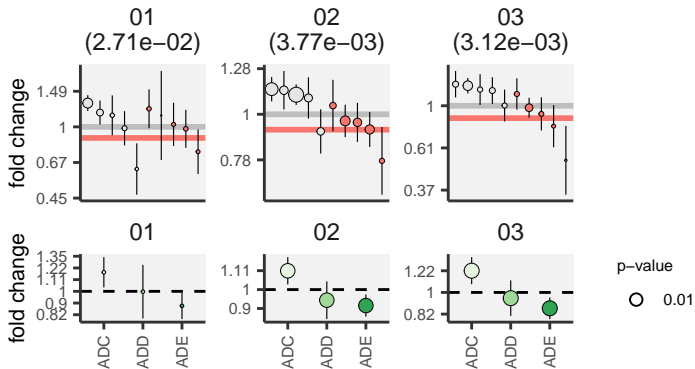 01
(2.71e−02)
02
(3.77e−03)
03
(3.12e−03)
fold change
1.49
1
0.67
0.45
1.28
1
0.78
1
0.61
0.37
01
02
03
fold change
1.35
1.22
1.11
1
0.9
0.82
1.11
1
0.9
1.22
1
0.82
ADC
ADD
ADE
ADC
ADD
ADE
ADC
ADD
ADE
p−value
0.01